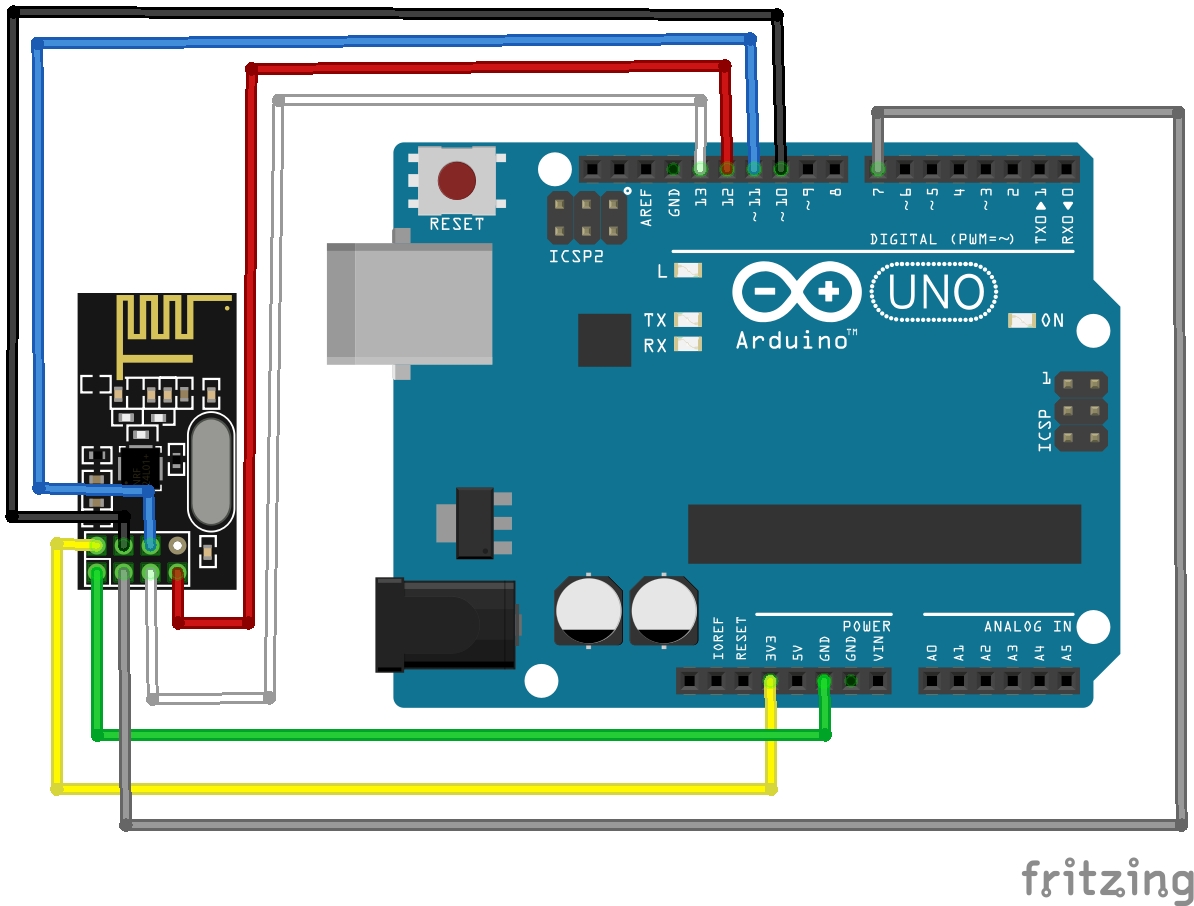 RESET
AREF
GND
13
12
~11
~10
~9
8
7
~6
~5
4
~3
2
TX0▶1
RX0◀0
ICSP2
DIGITAL (PWM=~)
L
TX
RX
Arduino™
UNO
ON
1
ICSP
IOREF
RESET
3V3
5V
GND
GND
VIN
POWER
ANALOG IN
A0
A1
A2
A3
A4
A5
fritzing